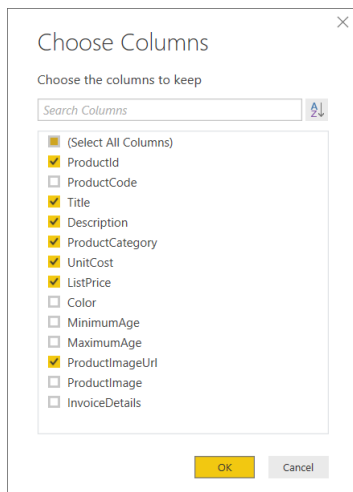 Choose Columns
Choose the columns to keep
Search Columns
(Select All Columns)
ProductId
ProductCode
Title
Description
ProductCategory
UnitCost
ListPrice
Color
MinimumAge
MaximumAge
ProductImageUrl
ProductImage
InvoiceDetails
OK Cancel